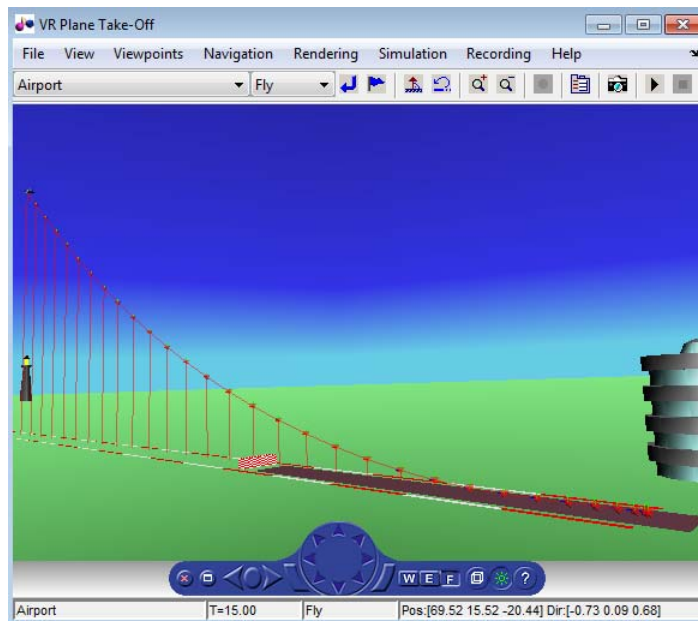 VR Plane Take-Off
File View Viewpoints Navigation Rendering Simulation Recording Help
Airport Fly
W E F ?
Airport T=15.00 Fly Pos:[69.52 15.52 -20.44] Dir:[-0.73 0.09 0.68]